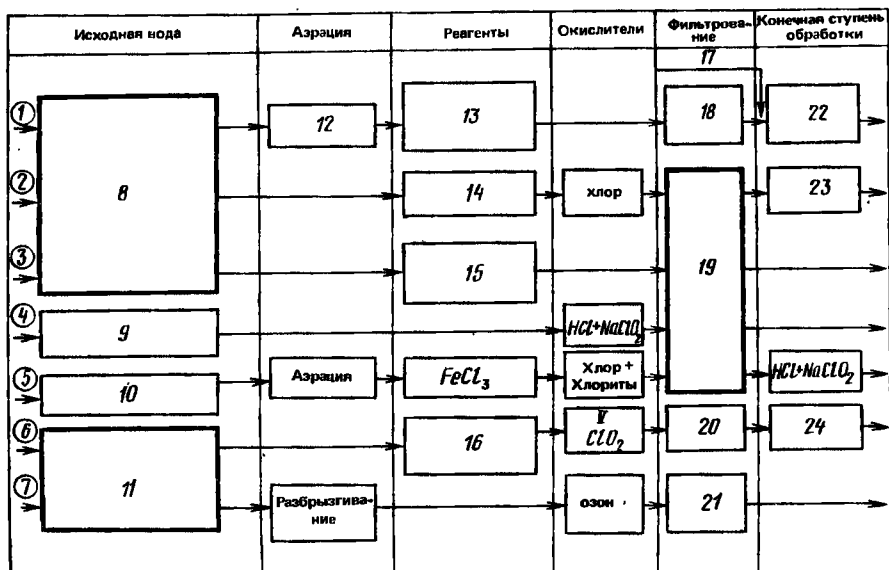 Исходная вода
Аэрация
Реагенты
Окислители
Фильтрова-
ние
Конечная ступень
обработки
17
1
12
13
18
22
2
8
14
хлор
23
3
15
19
4
9
HCl+NaClO₂
5
10
Аэрация
FeCl₃
Хлор +
Хлориты
HCl+NaClO₂
6
11
16
ClO₂
20
24
7
Разбрызгива-
ние
озон
21